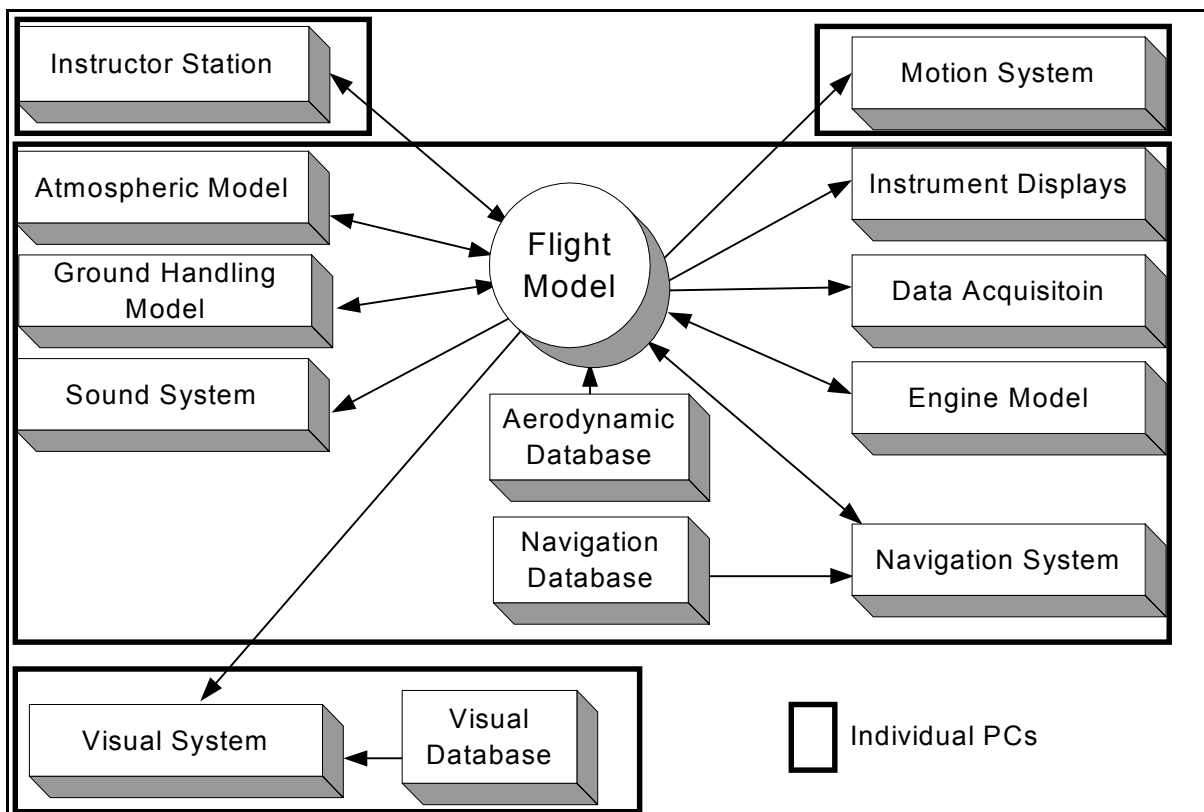 Instructor Station
Motion System
Atmospheric Model
Instrument Displays
Flight
Model
Ground Handling
Model
Data Acquisitoin
Sound System
Engine Model
Aerodynamic
Database
Navigation
Database
Navigation System
Visual System
Visual
Database
Individual PCs